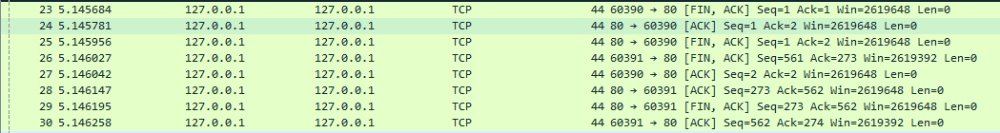 23 5.145684 127.0.0.1 127.0.0.1 TCP 44 60390 → 80 [FIN, ACK] Seq=1 Ack=1 Win=2619648 Len=0
24 5.145781 127.0.0.1 127.0.0.1 TCP 44 80 → 60390 [ACK] Seq=1 Ack=2 Win=2619648 Len=0
25 5.145956 127.0.0.1 127.0.0.1 TCP 44 80 → 60390 [FIN, ACK] Seq=1 Ack=2 Win=2619648 Len=0
26 5.146027 127.0.0.1 127.0.0.1 TCP 44 60391 → 80 [FIN, ACK] Seq=561 Ack=273 Win=2619392 Len=0
27 5.146042 127.0.0.1 127.0.0.1 TCP 44 60390 → 80 [ACK] Seq=2 Ack=2 Win=2619648 Len=0
28 5.146147 127.0.0.1 127.0.0.1 TCP 44 80 → 60391 [ACK] Seq=273 Ack=562 Win=2619648 Len=0
29 5.146195 127.0.0.1 127.0.0.1 TCP 44 80 → 60391 [FIN, ACK] Seq=273 Ack=562 Win=2619648 Len=0
30 5.146258 127.0.0.1 127.0.0.1 TCP 44 60391 → 80 [ACK] Seq=562 Ack=274 Win=2619392 Len=0